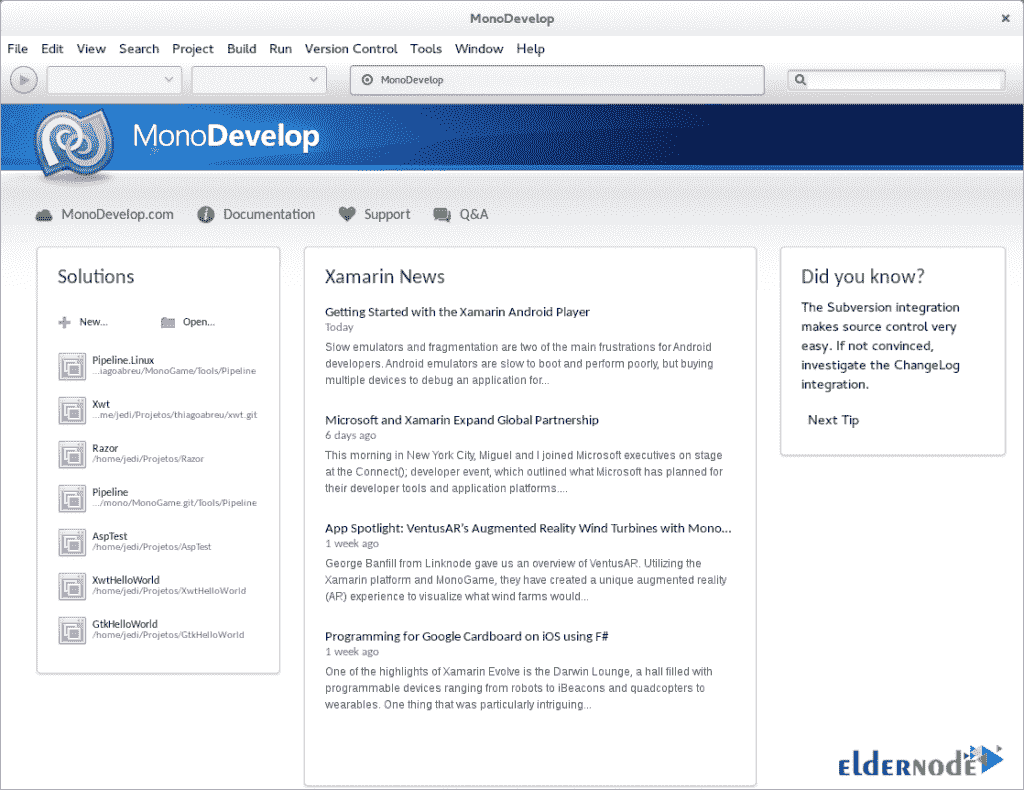 MonoDevelop
File Edit View Search Project Build Run Version Control Tools Window Help
MonoDevelop
MonoDevelop
MonoDevelop.com Documentation Support Q&A
Solutions
New... Open...
Pipeline.Linux
...iagoabreu/MonoGame/Tools/Pipeline
Xwt
...me/jedi/Projetos/thiagoabreu/xwt.git
Razor
/home/jedi/Projetos/Razor
Pipeline
.../mono/MonoGame.git/Tools/Pipeline
AspTest
/home/jedi/Projetos/AspTest
XwtHelloWorld
/home/jedi/Projetos/XwtHelloWorld
GtkHelloWorld
/home/jedi/Projetos/GtkHelloWorld
Xamarin News
Getting Started with the Xamarin Android Player
Today
Slow emulators and fragmentation are two of the main frustrations for Android
developers. Android emulators are slow to boot and perform poorly, but buying
multiple devices to debug an application for...
Microsoft and Xamarin Expand Global Partnership
6 days ago
This morning in New York City, Miguel and I joined Microsoft executives on stage
at the Connect(); developer event, which outlined what Microsoft has planned for
their developer tools and application platforms....
App Spotlight: VentusAR's Augmented Reality Wind Turbines with Mono...
1 week ago
George Banfill from Linknode gave us an overview of VentusAR. Utilizing the
Xamarin platform and MonoGame, they have created a unique augmented reality
(AR) experience to visualize what wind farms would...
Programming for Google Cardboard on iOS using F#
1 week ago
One of the highlights of Xamarin Evolve is the Darwin Lounge, a hall filled with
programmable devices ranging from robots to iBeacons and quadcopters to
wearables. One thing that was particularly intriguing...
Did you know?
The Subversion integration
makes source control very
easy. If not convinced,
investigate the ChangeLog
integration.
Next Tip
eldernode